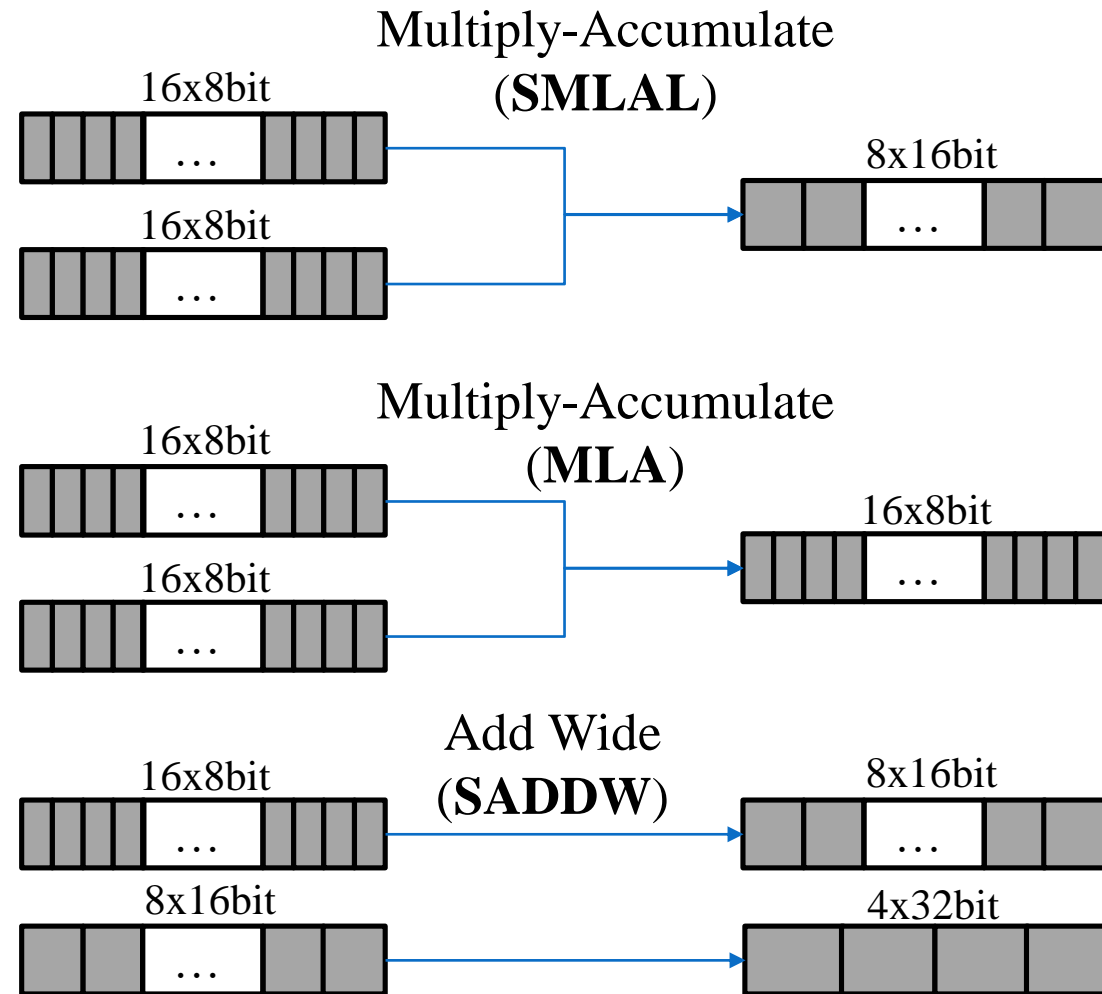 Multiply-Accumulate
(SMLAL)
16x8bit
…
16x8bit
…
8x16bit
…
Multiply-Accumulate
(MLA)
16x8bit
…
16x8bit
…
16x8bit
…
Add Wide
(SADDW)
16x8bit
…
8x16bit
…
8x16bit
…
4x32bit